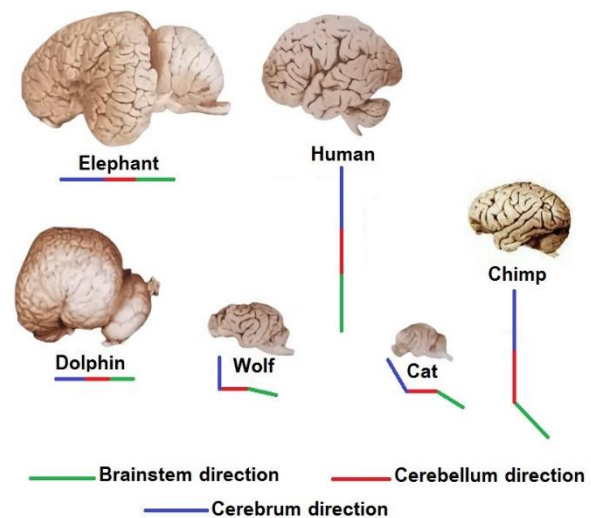 Elephant
Human
Chimp
Dolphin
Wolf
Cat
Brainstem direction
Cerebellum direction
Cerebrum direction